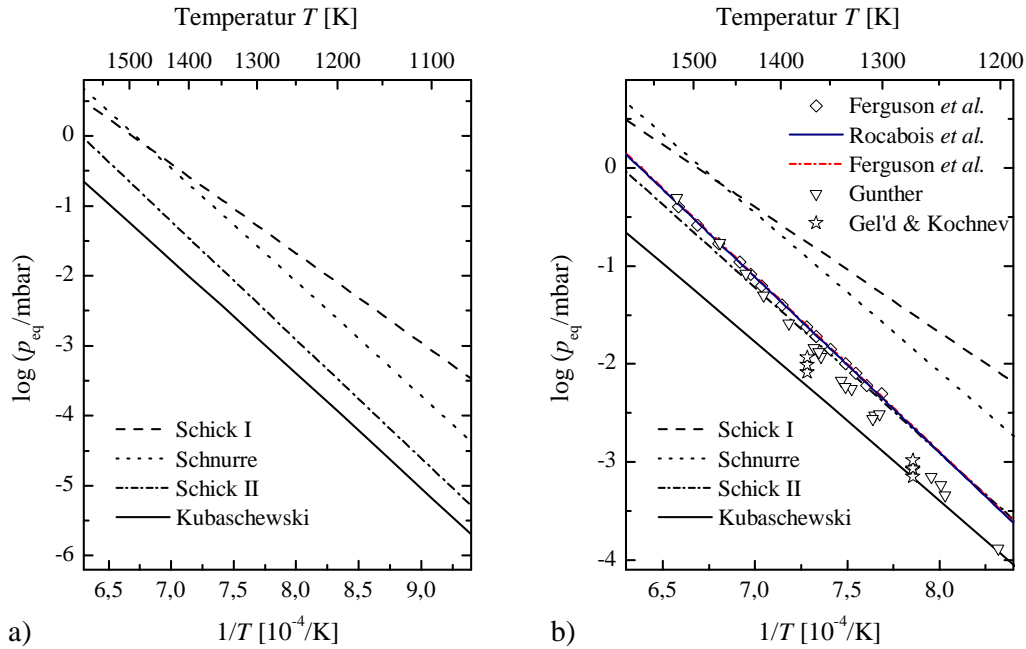 Temperatur T [K]
1500 1400 1300 1200 1100
0
-1
-2
-3
-4
-5
-6
log (p_eq/mbar)
Schick I
Schnurre
Schick II
Kubaschewski
6,5 7,0 7,5 8,0 8,5 9,0
1/T [10^-4/K]
a)
Temperatur T [K]
1500 1400 1300 1200
0
-1
-2
-3
-4
log (p_eq/mbar)
Ferguson et al.
Rocabois et al.
Ferguson et al.
Gunther
Gel'd & Kochnev
Schick I
Schnurre
Schick II
Kubaschewski
6,5 7,0 7,5 8,0
1/T [10^-4/K]
b)